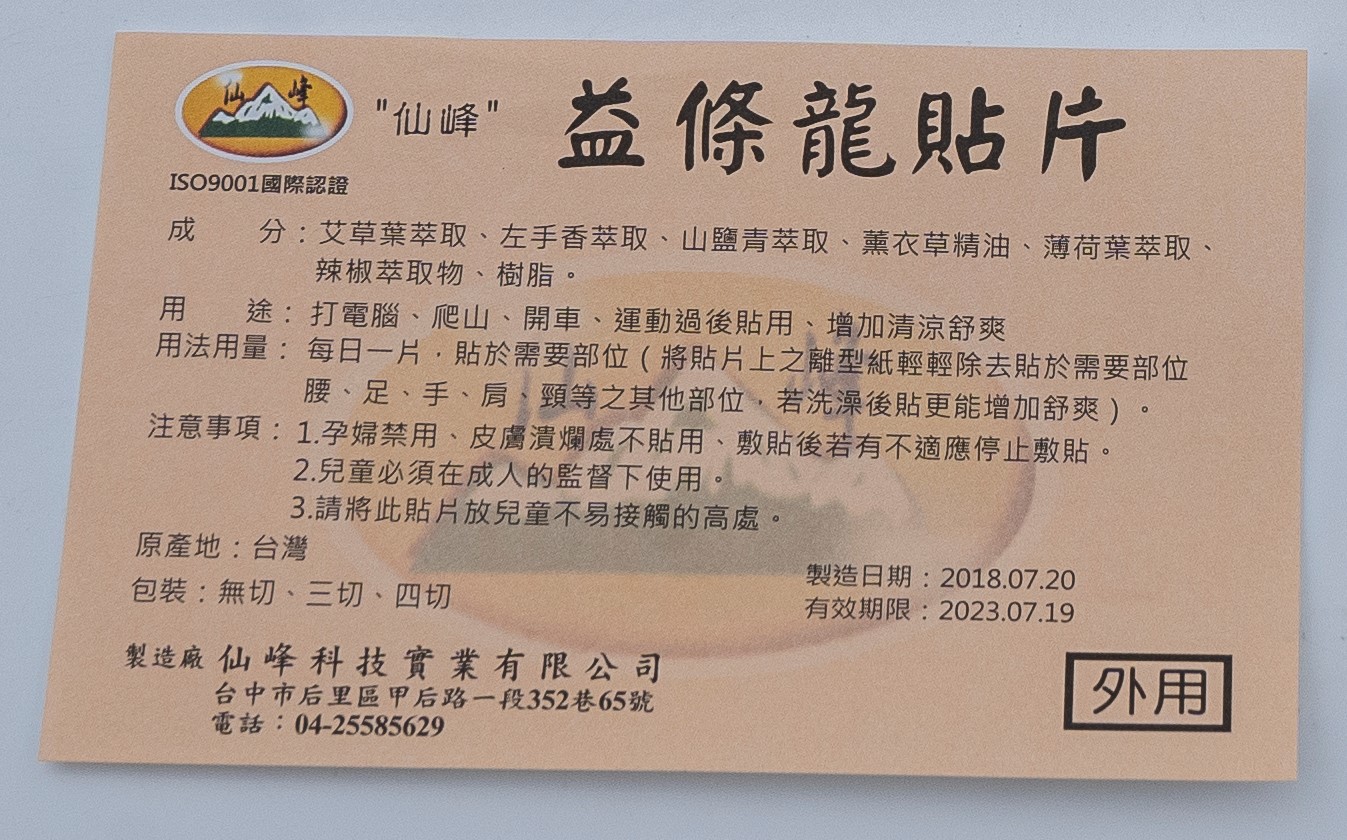 仙峰
"仙峰" 益條龍貼片
ISO9001國際認證
成　　分：艾草葉萃取、左手香萃取、山鹽青萃取、薰衣草精油、薄荷葉萃取、
辣椒萃取物、樹脂。
用　　途：打電腦、爬山、開車、運動過後貼用、增加清涼舒爽
用法用量：每日一片，貼於需要部位（將貼片上之離型紙輕輕除去貼於需要部位
腰、足、手、肩、頸等之其他部位，若洗澡後貼更能增加舒爽）。
注意事項：1.孕婦禁用、皮膚潰爛處不貼用、敷貼後若有不適應停止敷貼。
2.兒童必須在成人的監督下使用。
3.請將此貼片放兒童不易接觸的高處。
原產地：台灣
包裝：無切、三切、四切
製造日期：2018.07.20
有效期限：2023.07.19
製造廠 仙峰科技實業有限公司
台中市后里區甲后路一段352巷65號
電話：04-25585629
外用